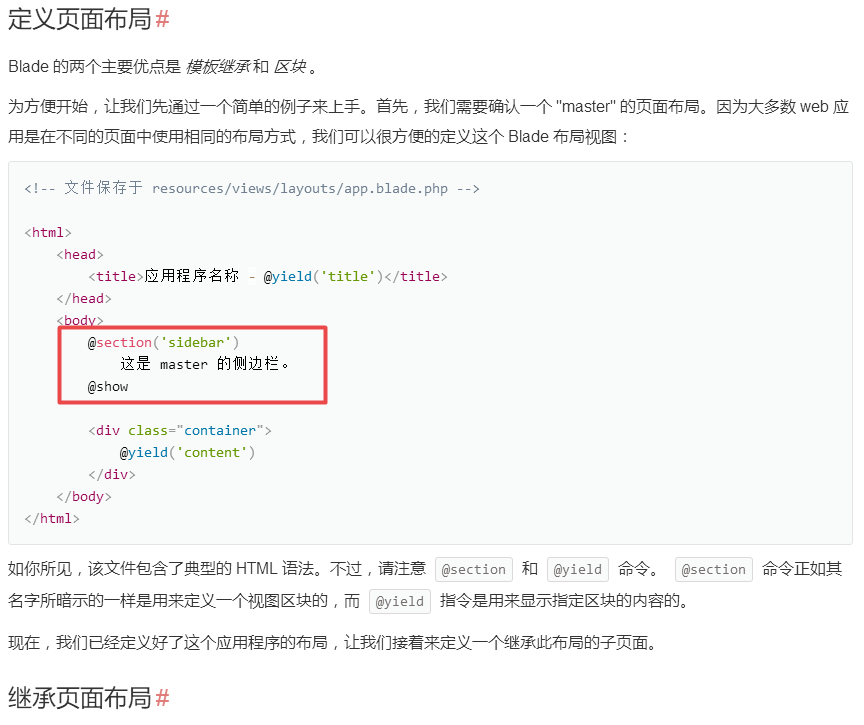 定义页面布局#
Blade 的两个主要优点是 模板继承 和 区块 。
为方便开始，让我们先通过一个简单的例子来上手。首先，我们需要确认一个 "master" 的页面布局。因为大多数 web 应
用是在不同的页面中使用相同的布局方式，我们可以很方便的定义这个 Blade 布局视图：
<!-- 文件保存于 resources/views/layouts/app.blade.php -->
<html>
<head>
<title>应用程序名称 - @yield('title')</title>
</head>
<body>
@section('sidebar')
这是 master 的侧边栏。
@show
<div class="container">
@yield('content')
</div>
</body>
</html>
如你所见，该文件包含了典型的 HTML 语法。不过，请注意 @section 和 @yield 命令。 @section 命令正如其
名字所暗示的一样是用来定义一个视图区块的，而 @yield 指令是用来显示指定区块的内容的。
现在，我们已经定义好了这个应用程序的布局，让我们接着来定义一个继承此布局的子页面。
继承页面布局#